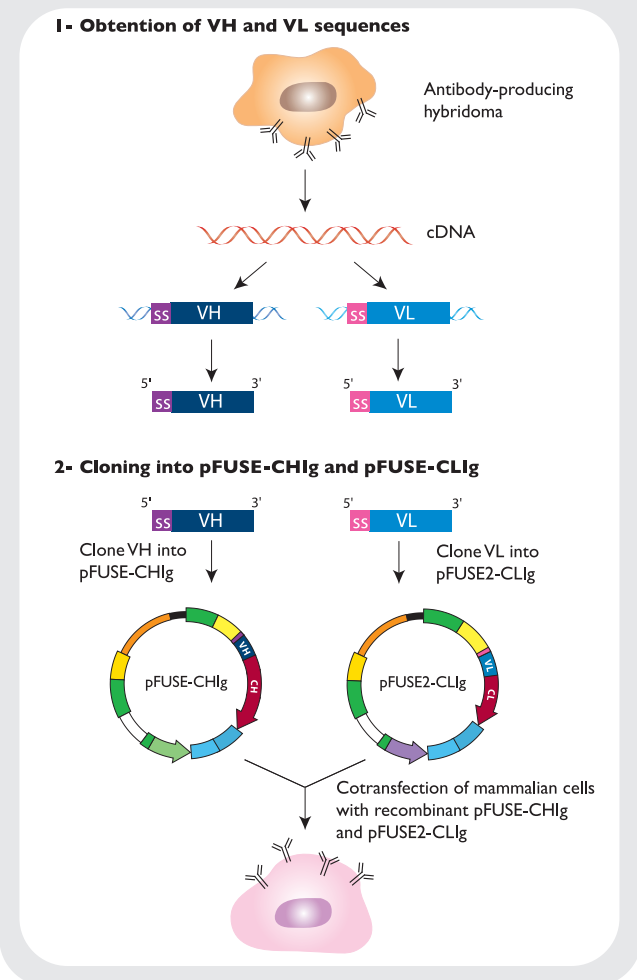 1- Obtention of VH and VL sequences
Antibody-producing
hybridoma
cDNA
ss VH
ss VL
5' 3'
ss VH
5' 3'
ss VL
2- Cloning into pFUSE-CHIg and pFUSE-CLIg
5' 3'
ss VH
5' 3'
ss VL
Clone VH into
pFUSE-CHIg
Clone VL into
pFUSE2-CLIg
VH
CH
pFUSE-CHIg
VL
CL
pFUSE2-CLIg
Cotransfection of mammalian cells
with recombinant pFUSE-CHIg
and pFUSE2-CLIg